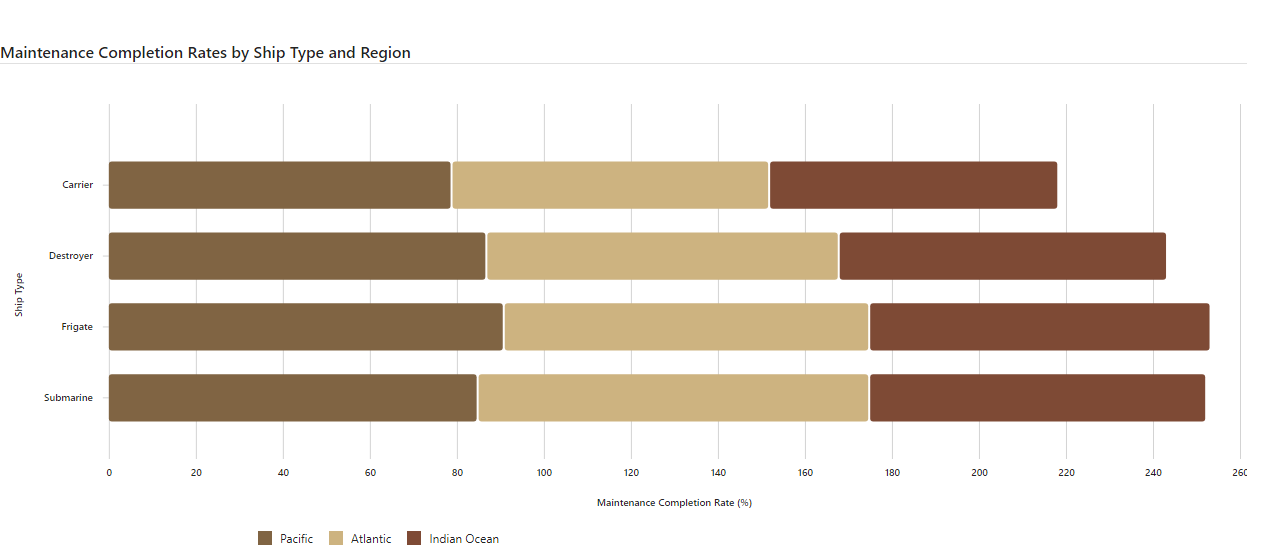 Maintenance Completion Rates by Ship Type and Region
Carrier
Destroyer
Frigate
Submarine
Ship Type
0 20 40 60 80 100 120 140 160 180 200 220 240 260
Maintenance Completion Rate (%)
Pacific Atlantic Indian Ocean